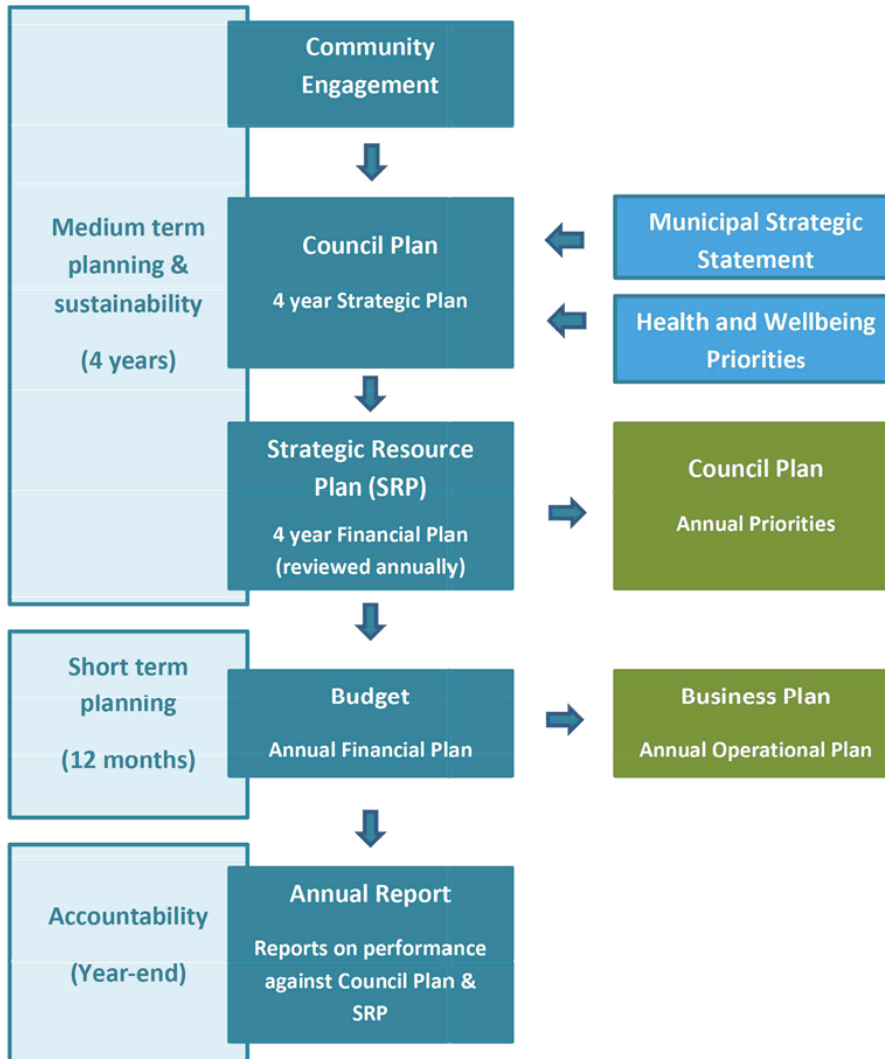 Community
Engagement
Medium term
planning &
sustainability
(4 years)
Council Plan
4 year Strategic Plan
Municipal Strategic
Statement
Health and Wellbeing
Priorities
Strategic Resource
Plan (SRP)
4 year Financial Plan
(reviewed annually)
Council Plan
Annual Priorities
Short term
planning
(12 months)
Budget
Annual Financial Plan
Business Plan
Annual Operational Plan
Accountability
(Year-end)
Annual Report
Reports on performance
against Council Plan &
SRP